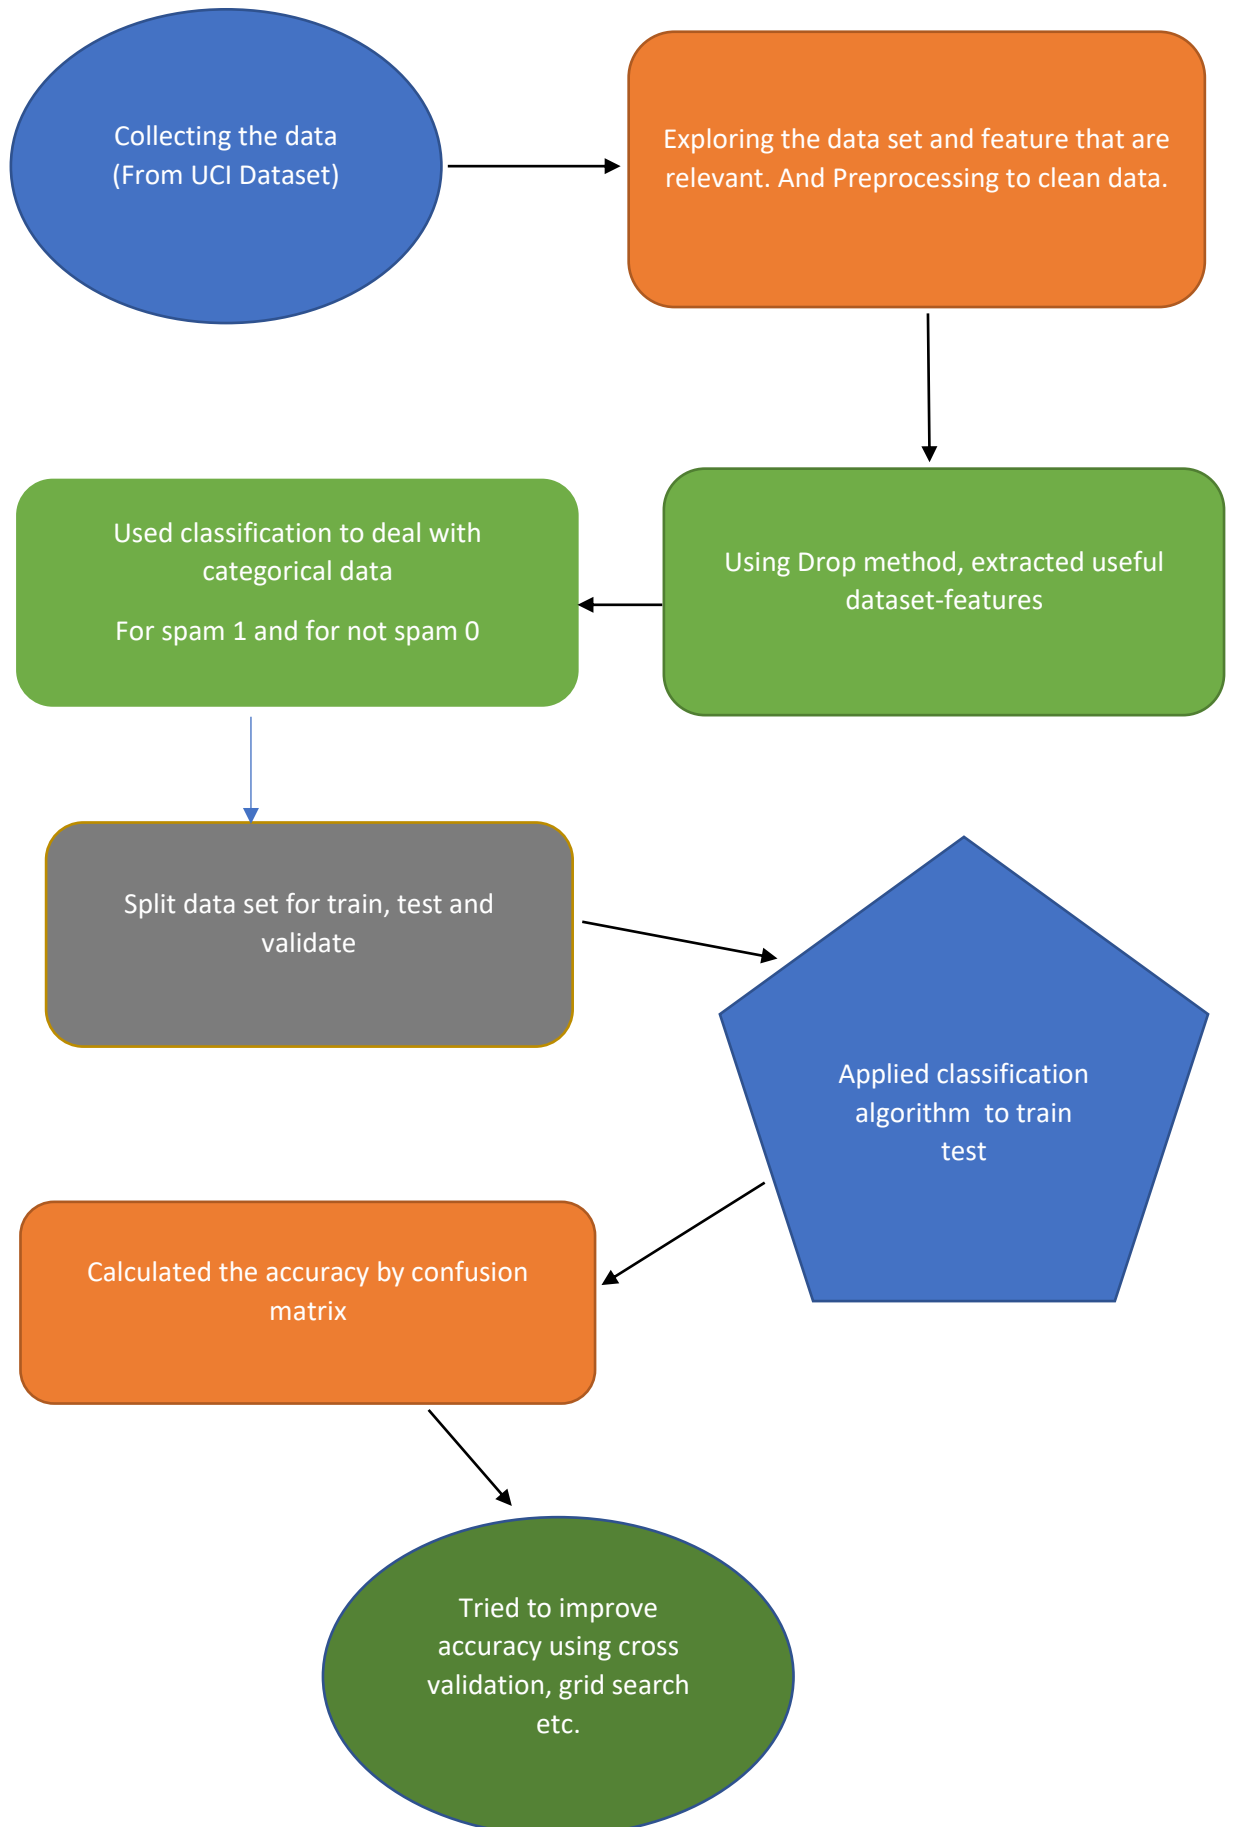 Collecting the data
(From UCI Dataset)
Exploring the data set and feature that are
relevant. And Preprocessing to clean data.
Using Drop method, extracted useful
dataset-features
Used classification to deal with
categorical data
For spam 1 and for not spam 0
Split data set for train, test and
validate
Applied classification
algorithm  to train
test
Calculated the accuracy by confusion
matrix
Tried to improve
accuracy using cross
validation, grid search
etc.